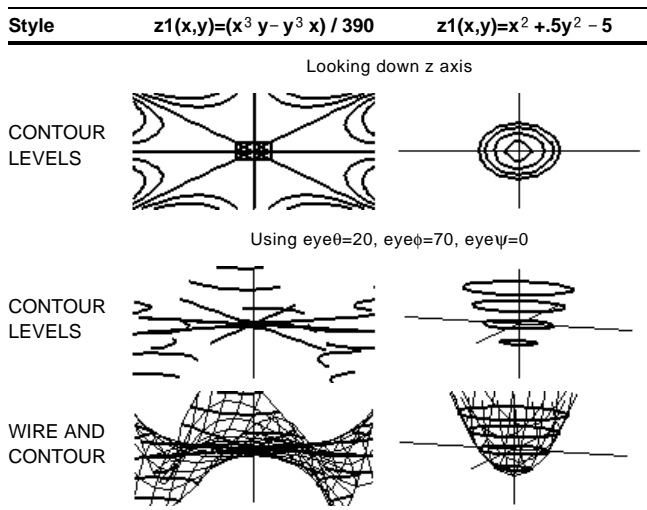 Style z1(x,y)=(x³ y– y³ x) / 390 z1(x,y)=x² +.5y² – 5
Looking down z axis
CONTOUR
LEVELS
Using eyeθ=20, eyeϕ=70, eyeψ=0
CONTOUR
LEVELS
WIRE AND
CONTOUR